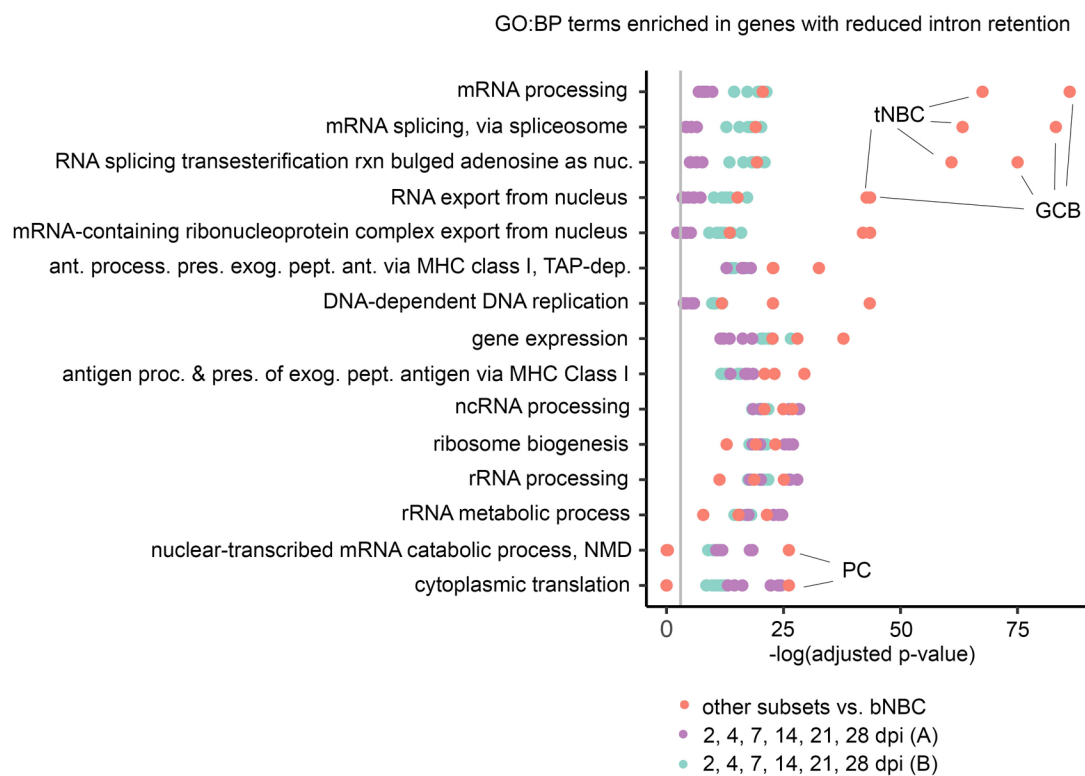 GO:BP terms enriched in genes with reduced intron retention
mRNA processing
tNBC
mRNA splicing, via spliceosome
RNA splicing transesterification rxn bulged adenosine as nuc.
RNA export from nucleus
GCB
mRNA-containing ribonucleoprotein complex export from nucleus
ant. process. pres. exog. pept. ant. via MHC class I, TAP-dep.
DNA-dependent DNA replication
gene expression
antigen proc. & pres. of exog. pept. antigen via MHC Class I
ncRNA processing
ribosome biogenesis
rRNA processing
rRNA metabolic process
nuclear-transcribed mRNA catabolic process, NMD
PC
cytoplasmic translation
0 25 50 75
-log(adjusted p-value)
other subsets vs. bNBC
2, 4, 7, 14, 21, 28 dpi (A)
2, 4, 7, 14, 21, 28 dpi (B)